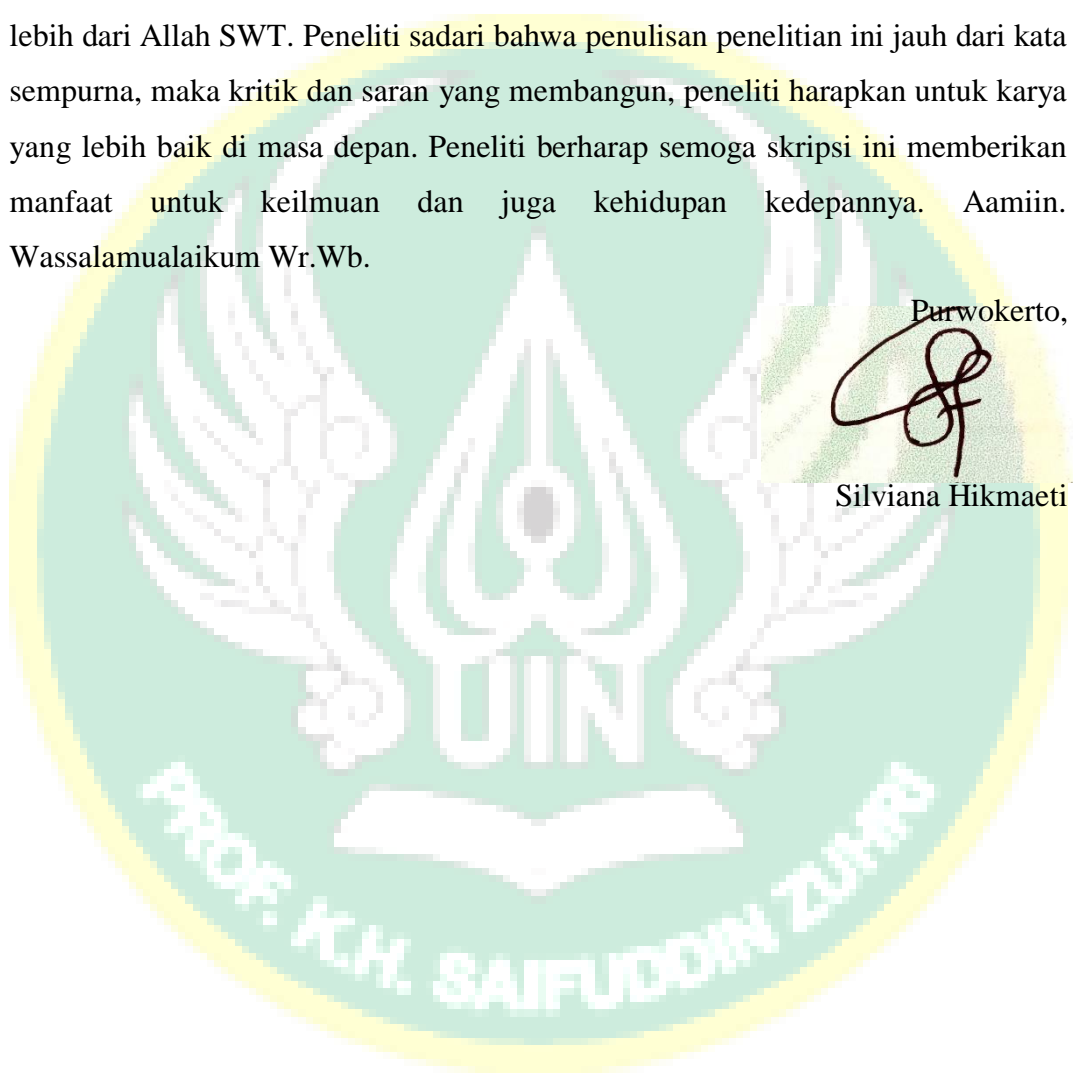 lebih dari Allah SWT. Peneliti sadari bahwa penulisan penelitian ini jauh dari kata
sempurna, maka kritik dan saran yang membangun, peneliti harapkan untuk karya
yang lebih baik di masa depan. Peneliti berharap semoga skripsi ini memberikan
manfaat untuk keilmuan dan juga kehidupan kedepannya. Aamiin.
Wassalamualaikum Wr.Wb.
Purwokerto,
Silviana Hikmaeti
UIN
PROF. K.H. SAIFUDDIN ZUHRI